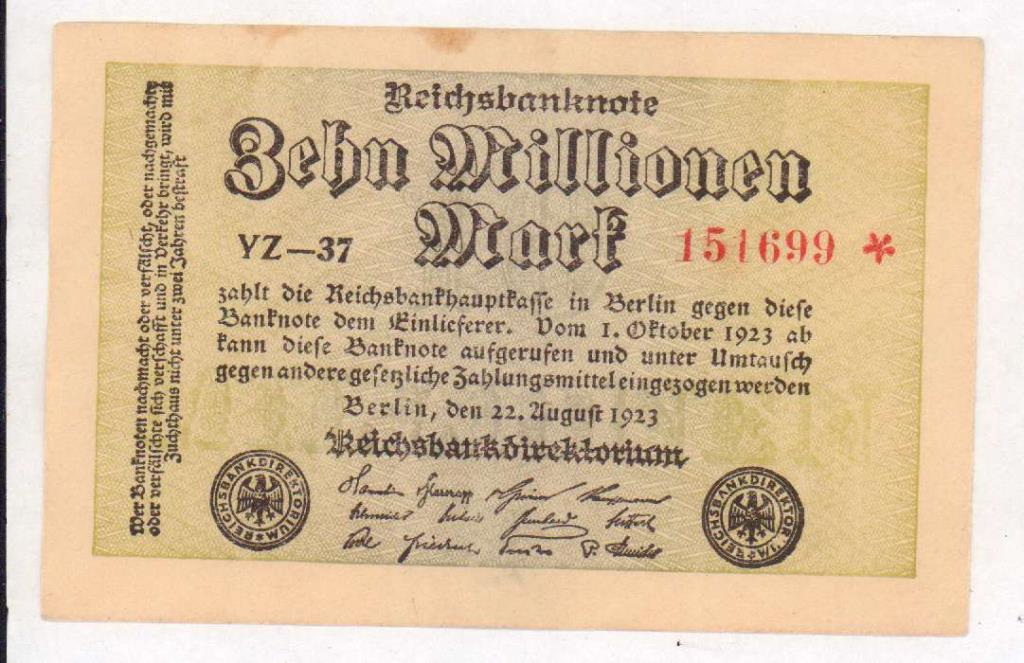 Reichsbanknote
Zehn Millionen
Mark
YZ—37
151699 *
zahlt die Reichsbankhauptkasse in Berlin gegen diese
Banknote dem Einlieferer. Vom 1. Oktober 1923 ab
kann diese Banknote aufgerufen und unter Umtausch
gegen andere gesetzliche Zahlungsmittel eingezogen werden
Berlin, den 22. August 1923
Reichsbankdirektorium
REICHSBANKDIREKTORIUM
REICHSBANKDIREKTORIUM
Wer Banknoten nachmacht oder verfälscht, oder nachgemachte
oder verfälschte sich verschafft und in Verkehr bringt, wird mit
Zuchthaus nicht unter zwei Jahren bestraft